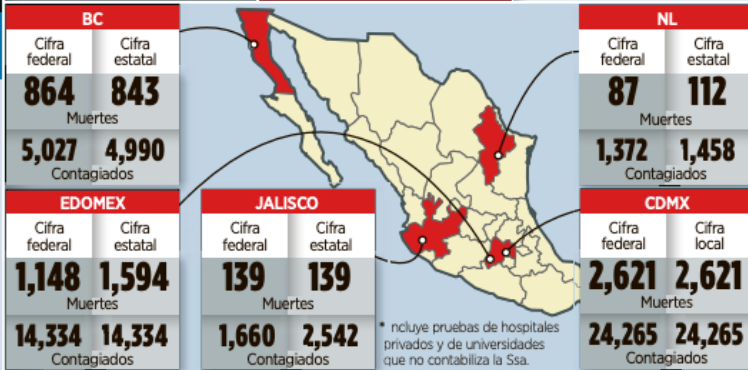 BC
Cifra federal
Cifra estatal
864 843
Muertes
5,027 4,990
Contagiados
NL
Cifra federal
Cifra estatal
87 112
Muertes
1,372 1,458
Contagiados
EDOMEX
Cifra federal
Cifra estatal
1,148 1,594
Muertes
14,334 14,334
Contagiados
JALISCO
Cifra federal
Cifra estatal
139 139
Muertes
1,660 2,542
Contagiados
* ncluye pruebas de hospitales
privados y de universidades
que no contabiliza la Ssa.
CDMX
Cifra federal
Cifra local
2,621 2,621
Muertes
24,265 24,265
Contagiados